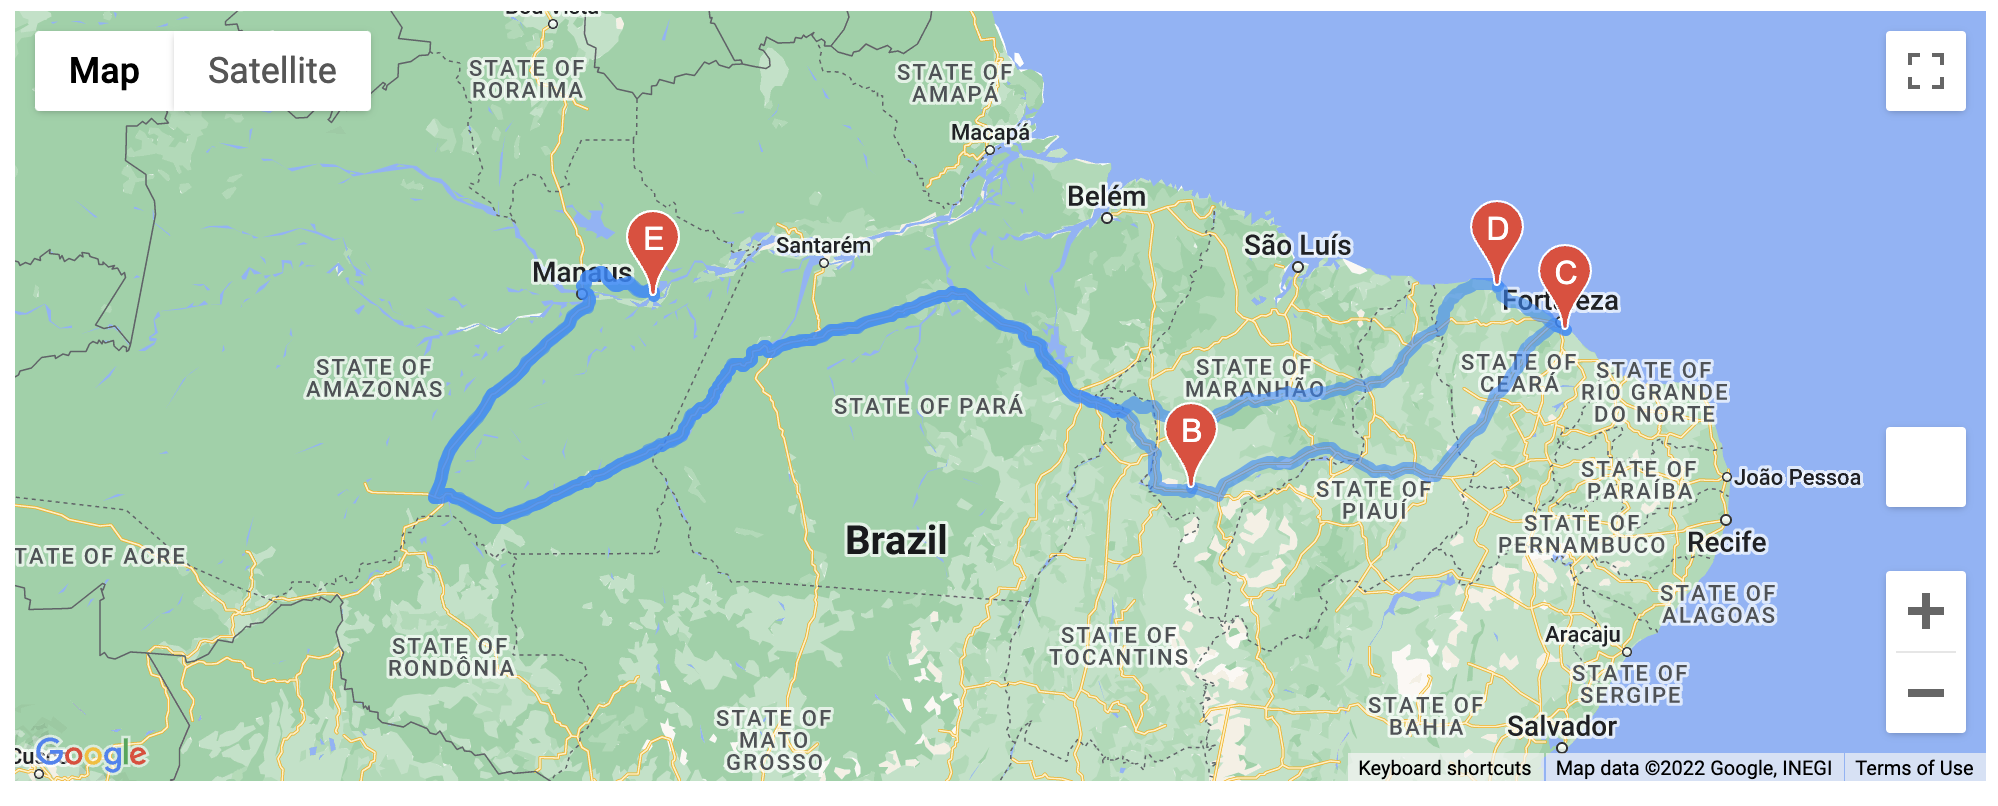 Boa Vista
Map
Satellite
STATE OF
RORAIMA
STATE OF
AMAPÁ
Macapá
Belém
E
D
Santarém
São Luís
C
Manaus
Fortaleza
STATE OF
AMAZONAS
STATE OF
MARANHÃO
STATE OF
CEARÁ
STATE OF
RIO GRANDE
DO NORTE
STATE OF PARÁ
B
STATE OF
PARAÍBA
João Pessoa
STATE OF
PIAUÍ
Brazil
STATE OF
PERNAMBUCO
Recife
TATE OF ACRE
STATE OF
ALAGOAS
STATE OF
RONDÔNIA
STATE OF
TOCANTINS
Aracaju
STATE OF
SERGIPE
STATE OF
MATO
GROSSO
STATE OF
BAHIA
Salvador
Google
Keyboard shortcuts
Map data ©2022 Google, INEGI
Terms of Use